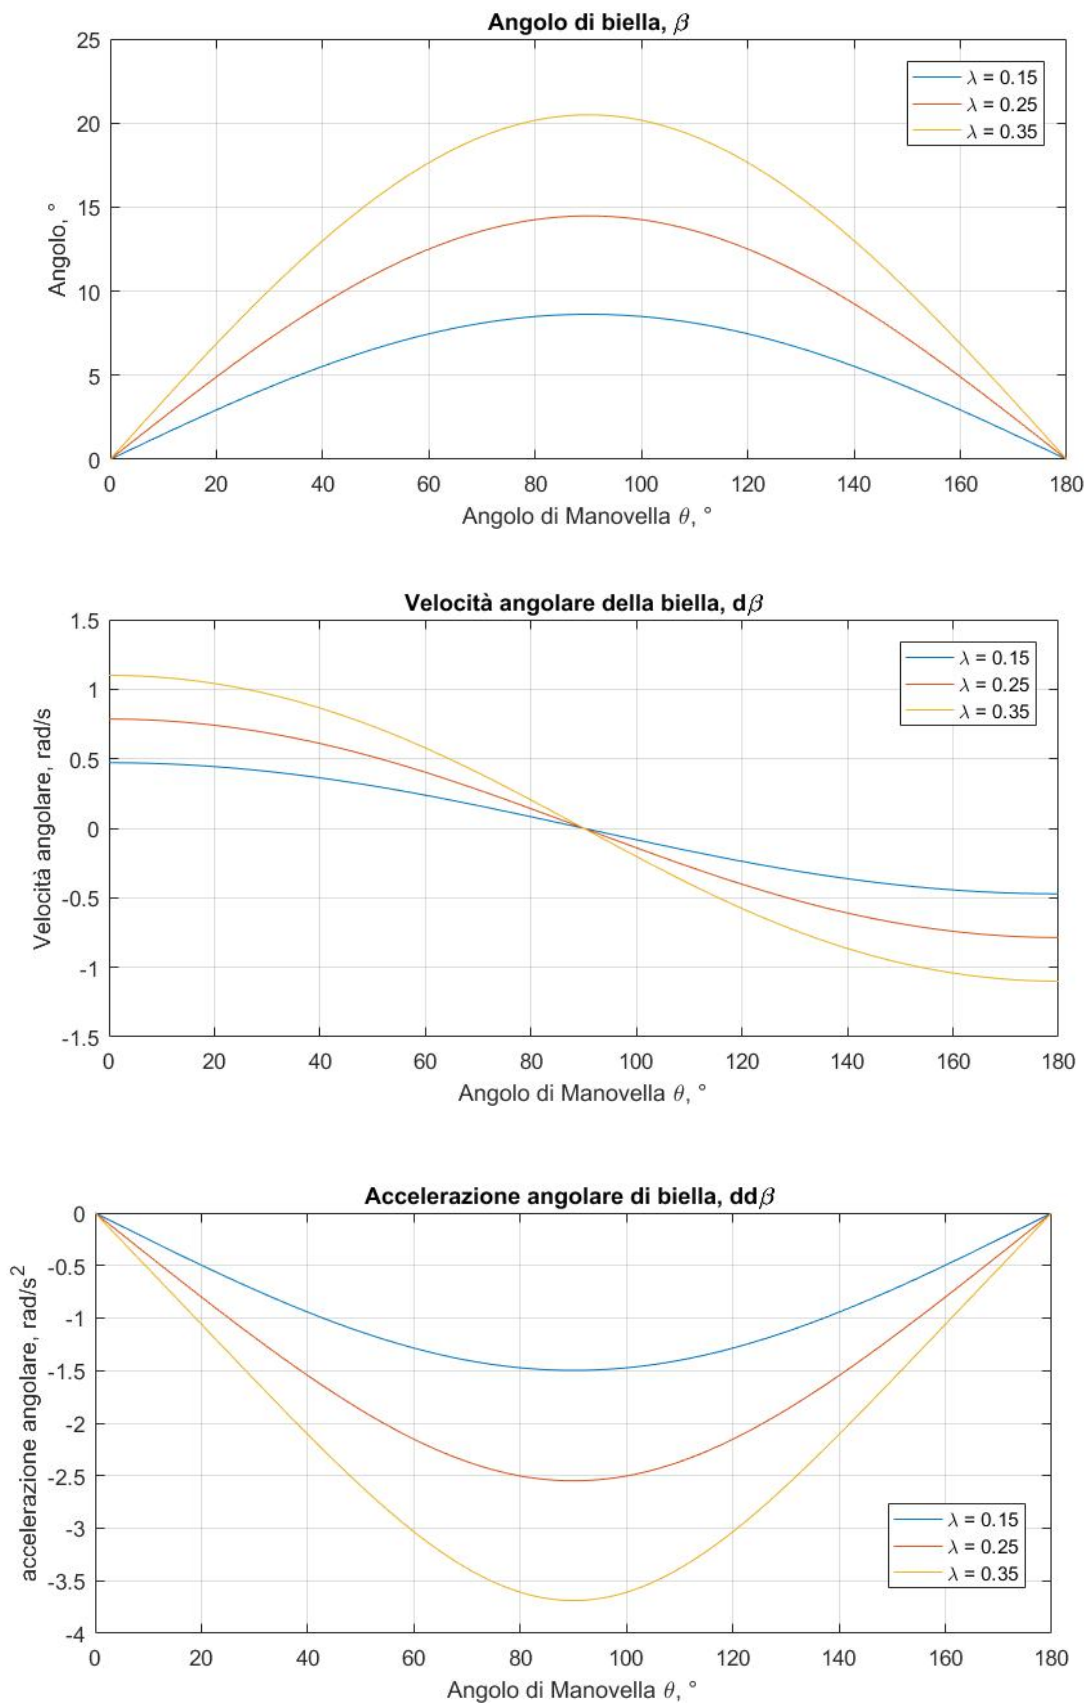 Angolo di biella, β
25
20
15
10
5
0
Angolo, °
λ = 0.15
λ = 0.25
λ = 0.35
0 20 40 60 80 100 120 140 160 180
Angolo di Manovella θ, °
Velocità angolare della biella, dβ
1.5
1
0.5
0
-0.5
-1
-1.5
Velocità angolare, rad/s
λ = 0.15
λ = 0.25
λ = 0.35
0 20 40 60 80 100 120 140 160 180
Angolo di Manovella θ, °
Accelerazione angolare di biella, ddβ
0
-0.5
-1
-1.5
-2
-2.5
-3
-3.5
-4
accelerazione angolare, rad/s²
λ = 0.15
λ = 0.25
λ = 0.35
0 20 40 60 80 100 120 140 160 180
Angolo di Manovella θ, °